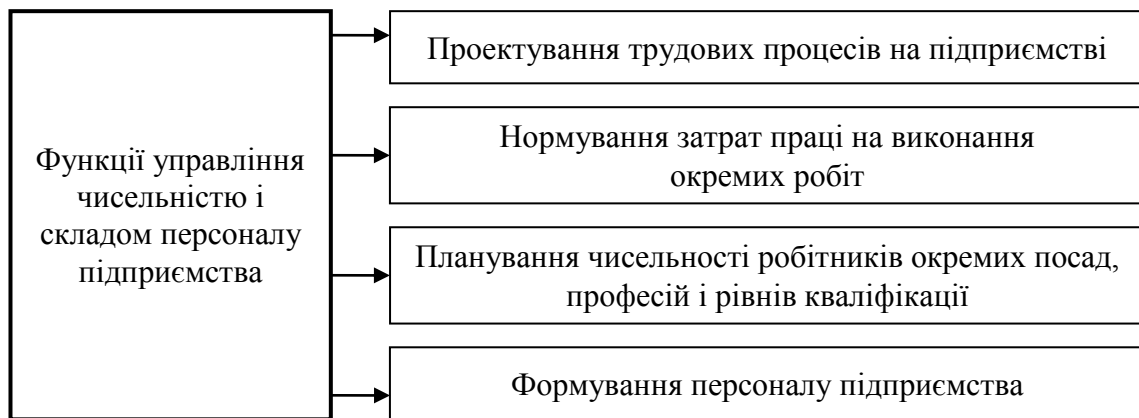 Функції управління
чисельністю і
складом персоналу
підприємства
Проектування трудових процесів на підприємстві
Нормування затрат праці на виконання
окремих робіт
Планування чисельності робітників окремих посад,
професій і рівнів кваліфікації
Формування персоналу підприємства